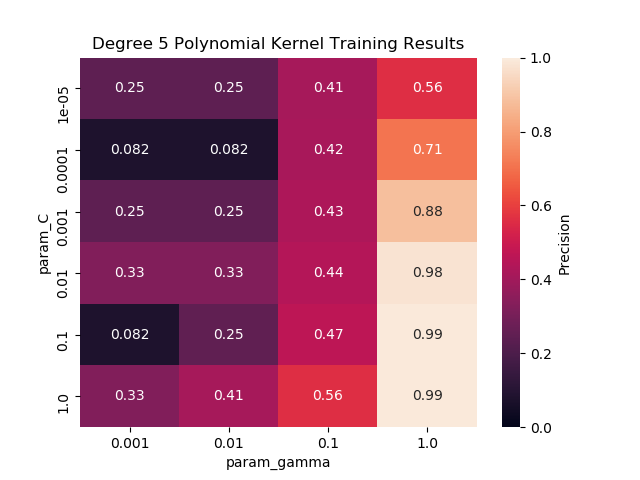 Degree 5 Polynomial Kernel Training Results
param_C
1e-05 0.25 0.25 0.41 0.56
0.0001 0.082 0.082 0.42 0.71
0.001 0.25 0.25 0.43 0.88
0.01 0.33 0.33 0.44 0.98
0.1 0.082 0.25 0.47 0.99
1.0 0.33 0.41 0.56 0.99
0.001 0.01 0.1 1.0
param_gamma
1.0
0.8
0.6
0.4
0.2
0.0
Precision